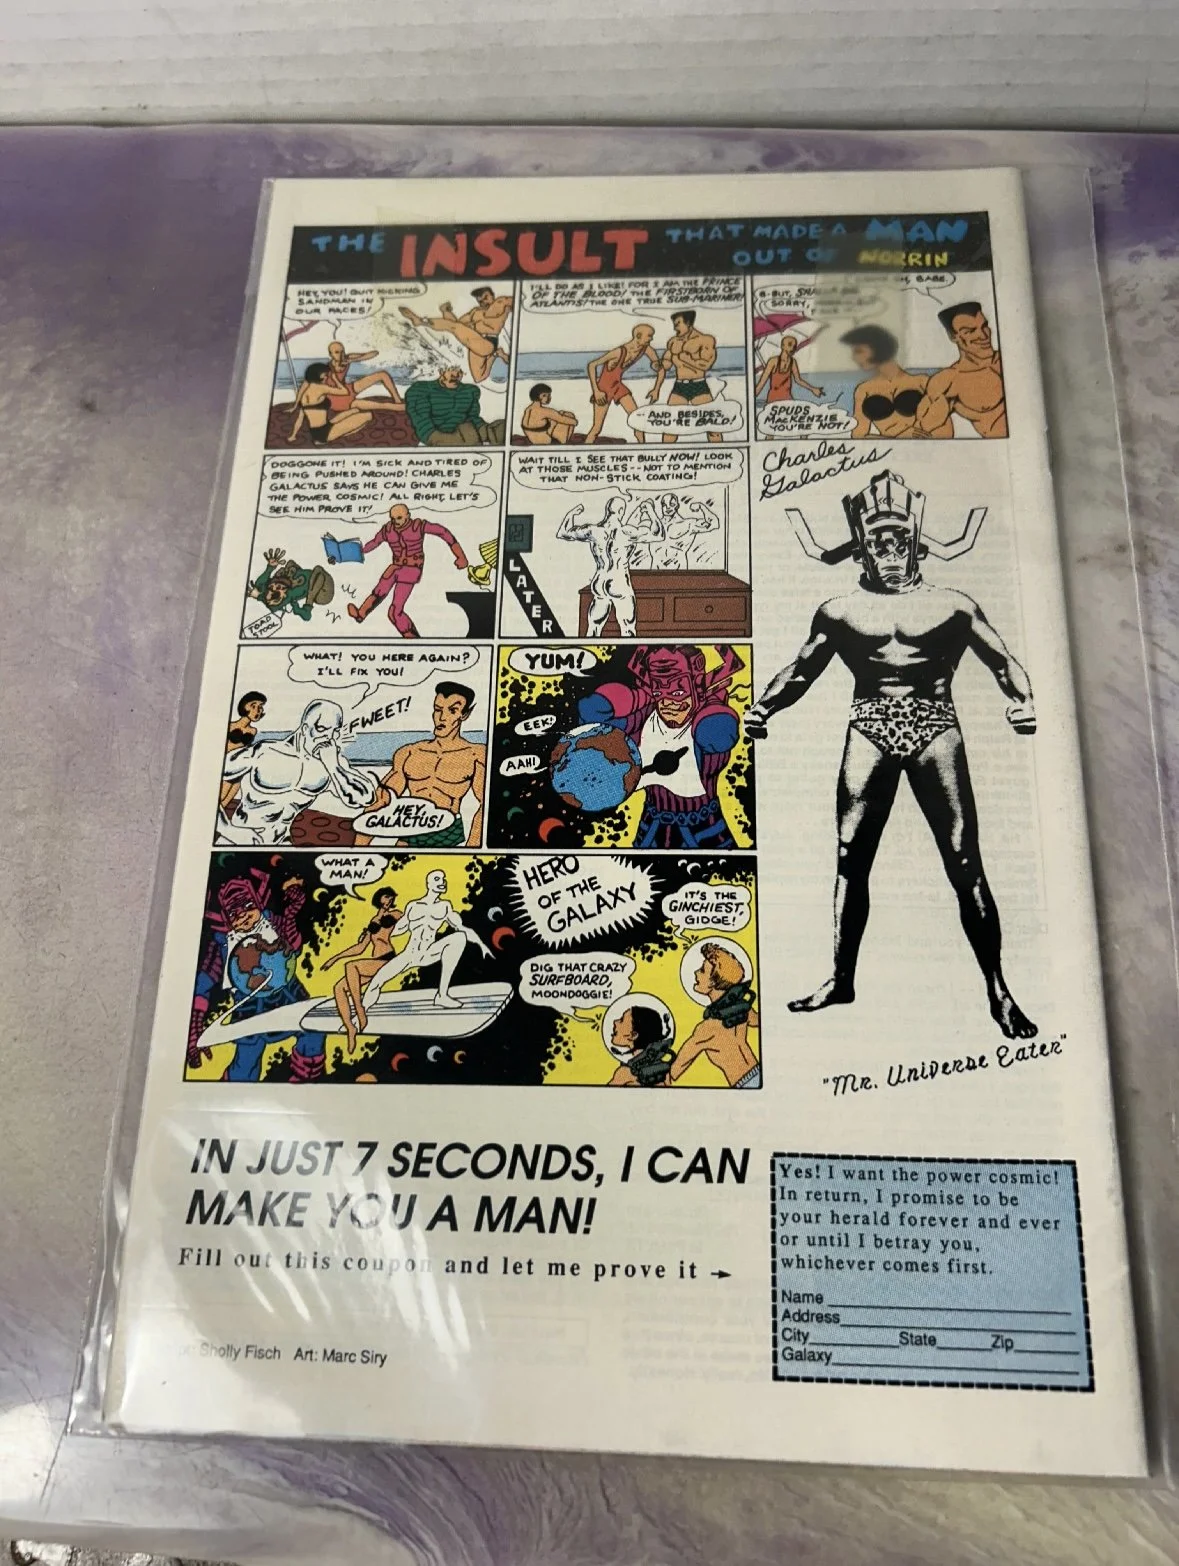 THE INSULT THAT MADE A MAN
OUT OF NORRIN
HEY, YOU! QUIT KICKING
SANDMAN IN
OUR FACES!
I'LL DO AS I LIKE! FOR I AM THE PRINCE
OF THE BLOOD! THE FIRSTBORN OF
ATLANTIS! THE ONE TRUE SUB-MARINER!
--AND BESIDES,
YOU'RE BALD!
B-BUT,
SORRY,
BABE
SPUDS
MACKENZIE
YOU'RE NOT!
DOGGONE IT! I'M SICK AND TIRED OF
BEING PUSHED AROUND! CHARLES
GALACTUS SAYS HE CAN GIVE ME
THE POWER COSMIC! ALL RIGHT, LET'S
SEE HIM PROVE IT!
TOAD
STOOL
WAIT TILL I SEE THAT BULLY NOW! LOOK
AT THOSE MUSCLES--NOT TO MENTION
THAT NON-STICK COATING!
LATER
Charles
Galactus
WHAT! YOU HERE AGAIN?
I'LL FIX YOU!
FWEET!
HEY,
GALACTUS!
YUM!
EEK!
AAH!
WHAT A
MAN!
HERO
OF THE
GALAXY
IT'S THE
GINCHIEST,
GIDGE!
DIG THAT CRAZY
SURFBOARD,
MOONDOGGIE!
"Mr. Universe Eater"
IN JUST 7 SECONDS, I CAN
MAKE YOU A MAN!
Fill out this coupon and let me prove it
Yes! I want the power cosmic!
In return, I promise to be
your herald forever and ever
or until I betray you,
whichever comes first.
Name
Address
City State Zip
Galaxy
Sholly Fisch Art: Marc Siry